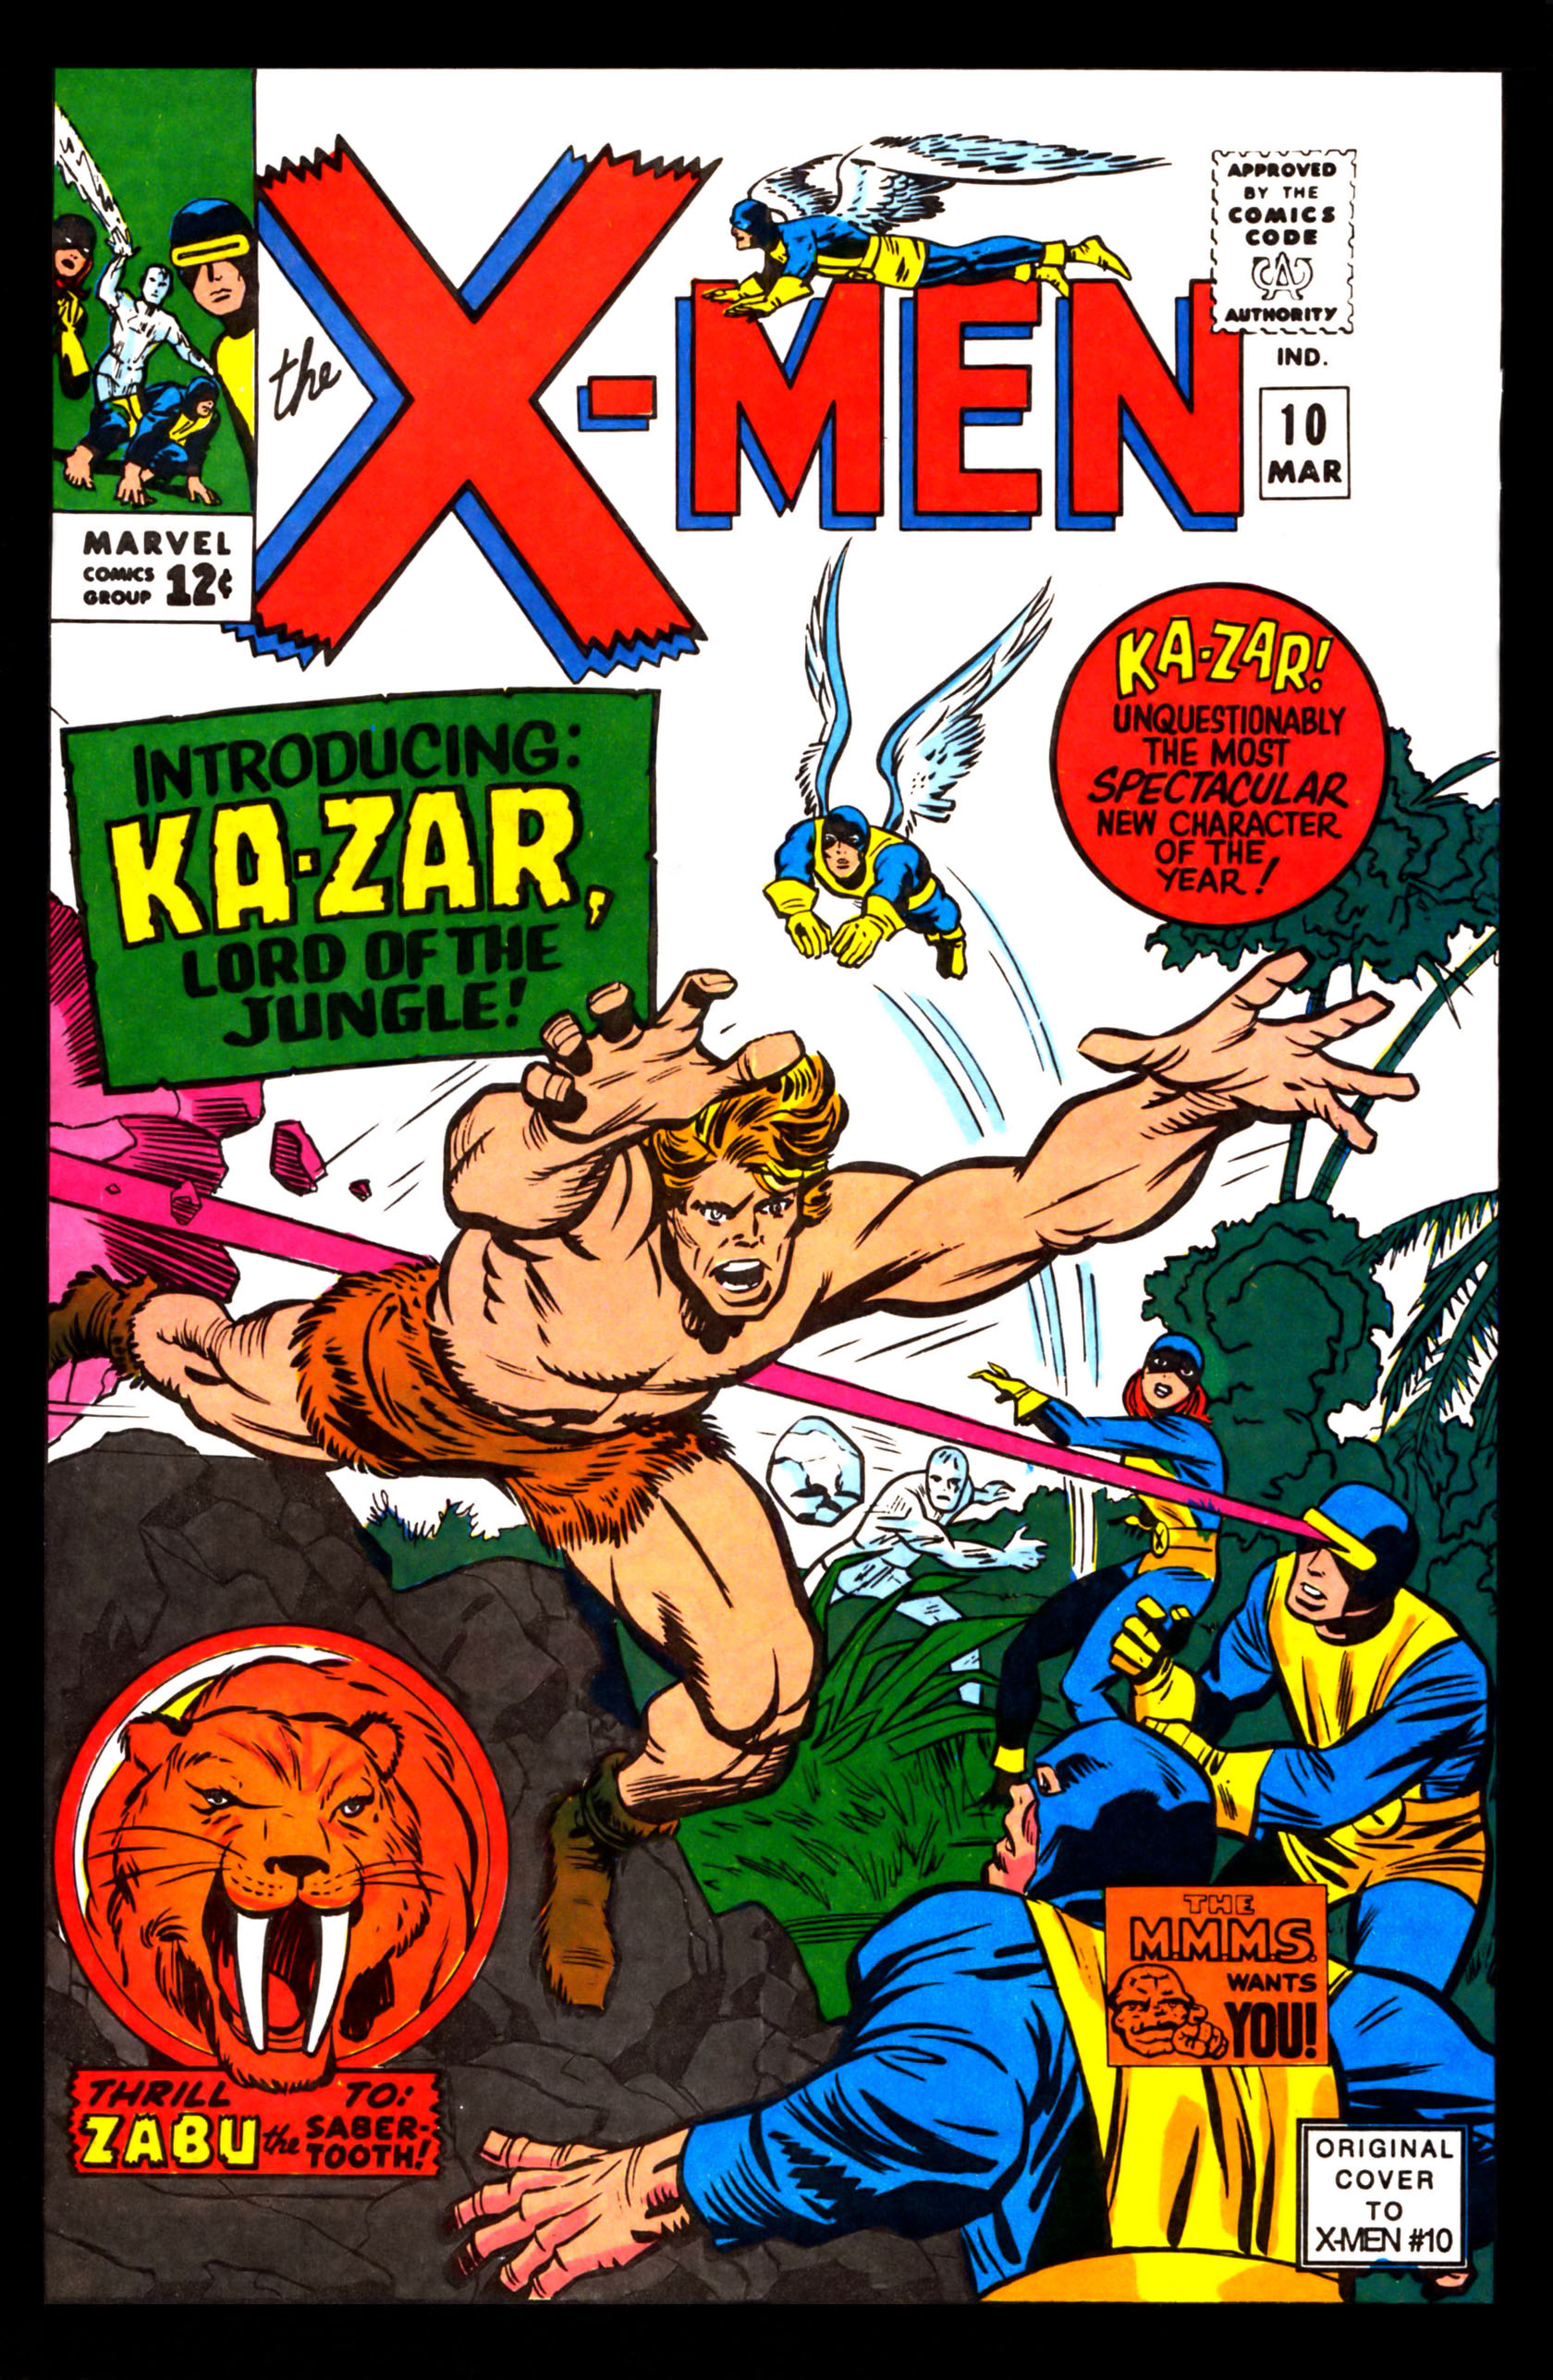 the X-MEN
APPROVED
BY THE
COMICS
CODE
CA
AUTHORITY
IND.
10
MAR
MARVEL
COMICS
GROUP 12¢
KA-ZAR!
UNQUESTIONABLY
THE MOST
SPECTACULAR
NEW CHARACTER
OF THE
YEAR!
INTRODUCING:
KA-ZAR,
LORD OF THE
JUNGLE!
X
THE
M.M.M.S.
WANTS
YOU!
THRILL TO:
ZABU the SABER-
TOOTH!
ORIGINAL
COVER
TO
X-MEN #10